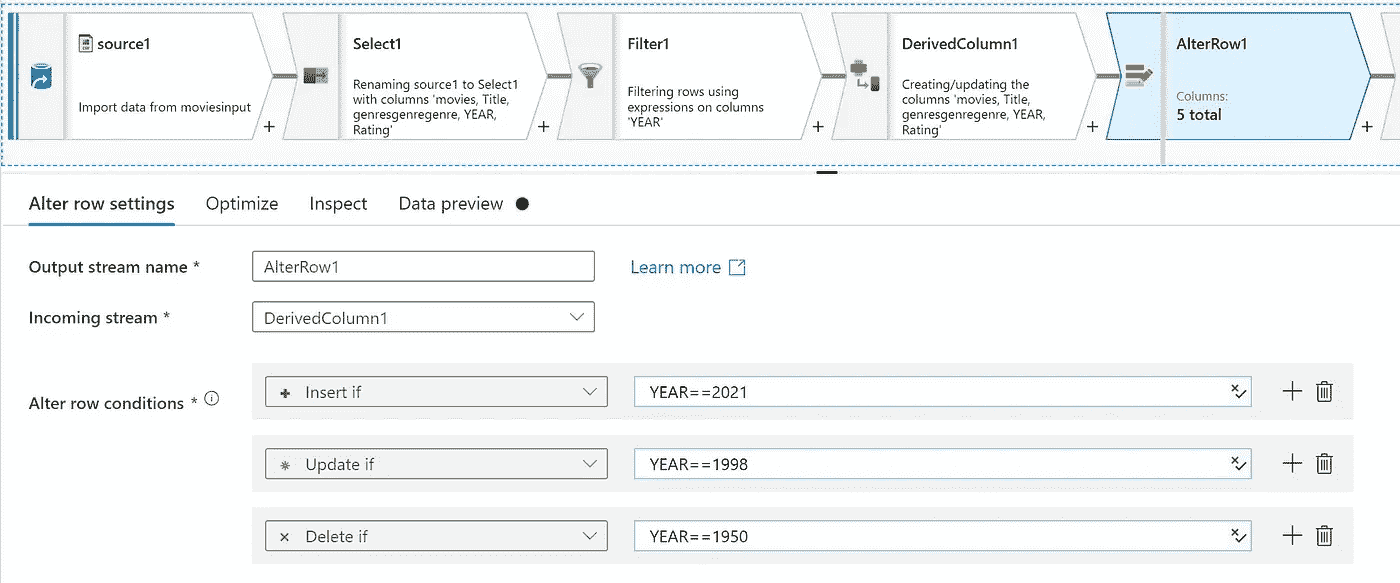 source1
Import data from moviesinput
+
Select1
Renaming source1 to Select1
with columns 'movies, Title,
genresgenregenre, YEAR,
Rating'
+
Filter1
Filtering rows using
expressions on columns
'YEAR'
+
DerivedColumn1
Creating/updating the
columns 'movies, Title,
genresgenregenre, YEAR,
Rating'
+
AlterRow1
Columns:
5 total
+
Alter row settings Optimize Inspect Data preview
Output stream name * AlterRow1 Learn more
Incoming stream * DerivedColumn1
Alter row conditions *
Insert if YEAR==2021
Update if YEAR==1998
Delete if YEAR==1950